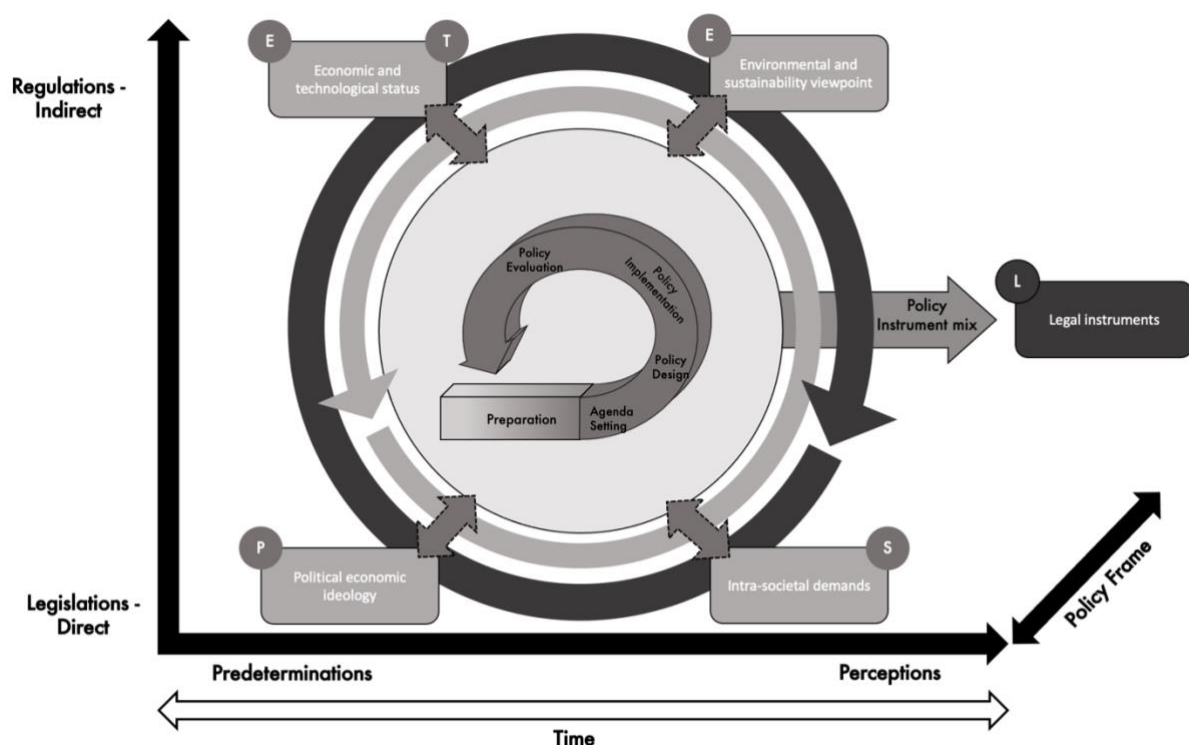 E
T
E
Economic and
technological status
Environmental and
sustainability viewpoint
Regulations -
Indirect
Policy
Evaluation
Policy
Implementation
L
Policy
Instrument mix
Legal instruments
Policy
Design
Preparation
Agenda
Setting
P
S
Political economic
ideology
Intra-societal demands
Legislations -
Direct
Policy Frame
Predeterminations
Perceptions
Time